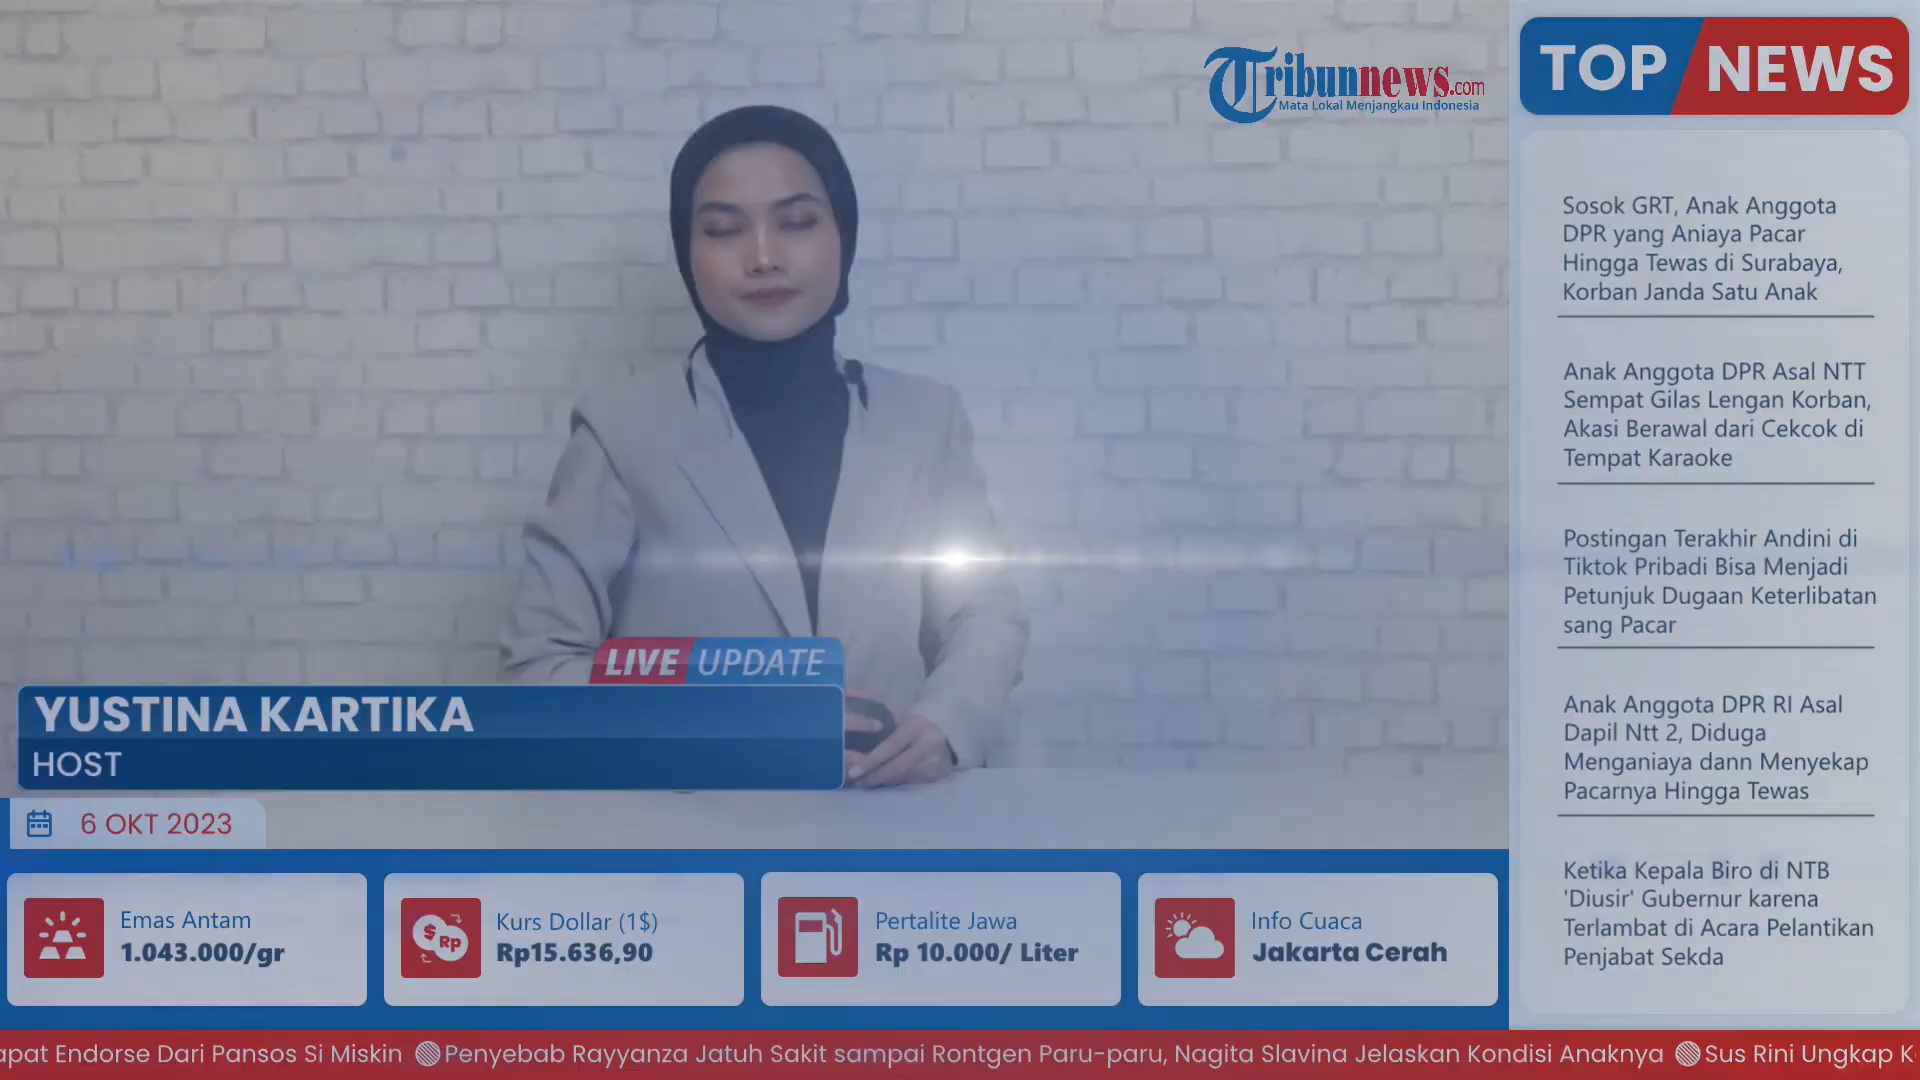 Tribunnews.com
Mata Lokal Menjangkau Indonesia
TOP NEWS
Sosok GRT, Anak Anggota
DPR yang Aniaya Pacar
Hingga Tewas di Surabaya,
Korban Janda Satu Anak
Anak Anggota DPR Asal NTT
Sempat Gilas Lengan Korban,
Akasi Berawal dari Cekcok di
Tempat Karaoke
Postingan Terakhir Andini di
Tiktok Pribadi Bisa Menjadi
Petunjuk Dugaan Keterlibatan
sang Pacar
Anak Anggota DPR RI Asal
Dapil Ntt 2, Diduga
Menganiaya dann Menyekap
Pacarnya Hingga Tewas
Ketika Kepala Biro di NTB
'Diusir' Gubernur karena
Terlambat di Acara Pelantikan
Penjabat Sekda
LIVE UPDATE
YUSTINA KARTIKA
HOST
6 OKT 2023
Emas Antam
1.043.000/gr
$ Rp
Kurs Dollar (1$)
Rp15.636,90
Pertalite Jawa
Rp 10.000/ Liter
Info Cuaca
Jakarta Cerah
apat Endorse Dari Pansos Si Miskin Penyebab Rayyanza Jatuh Sakit sampai Rontgen Paru-paru, Nagita Slavina Jelaskan Kondisi Anaknya Sus Rini Ungkap K